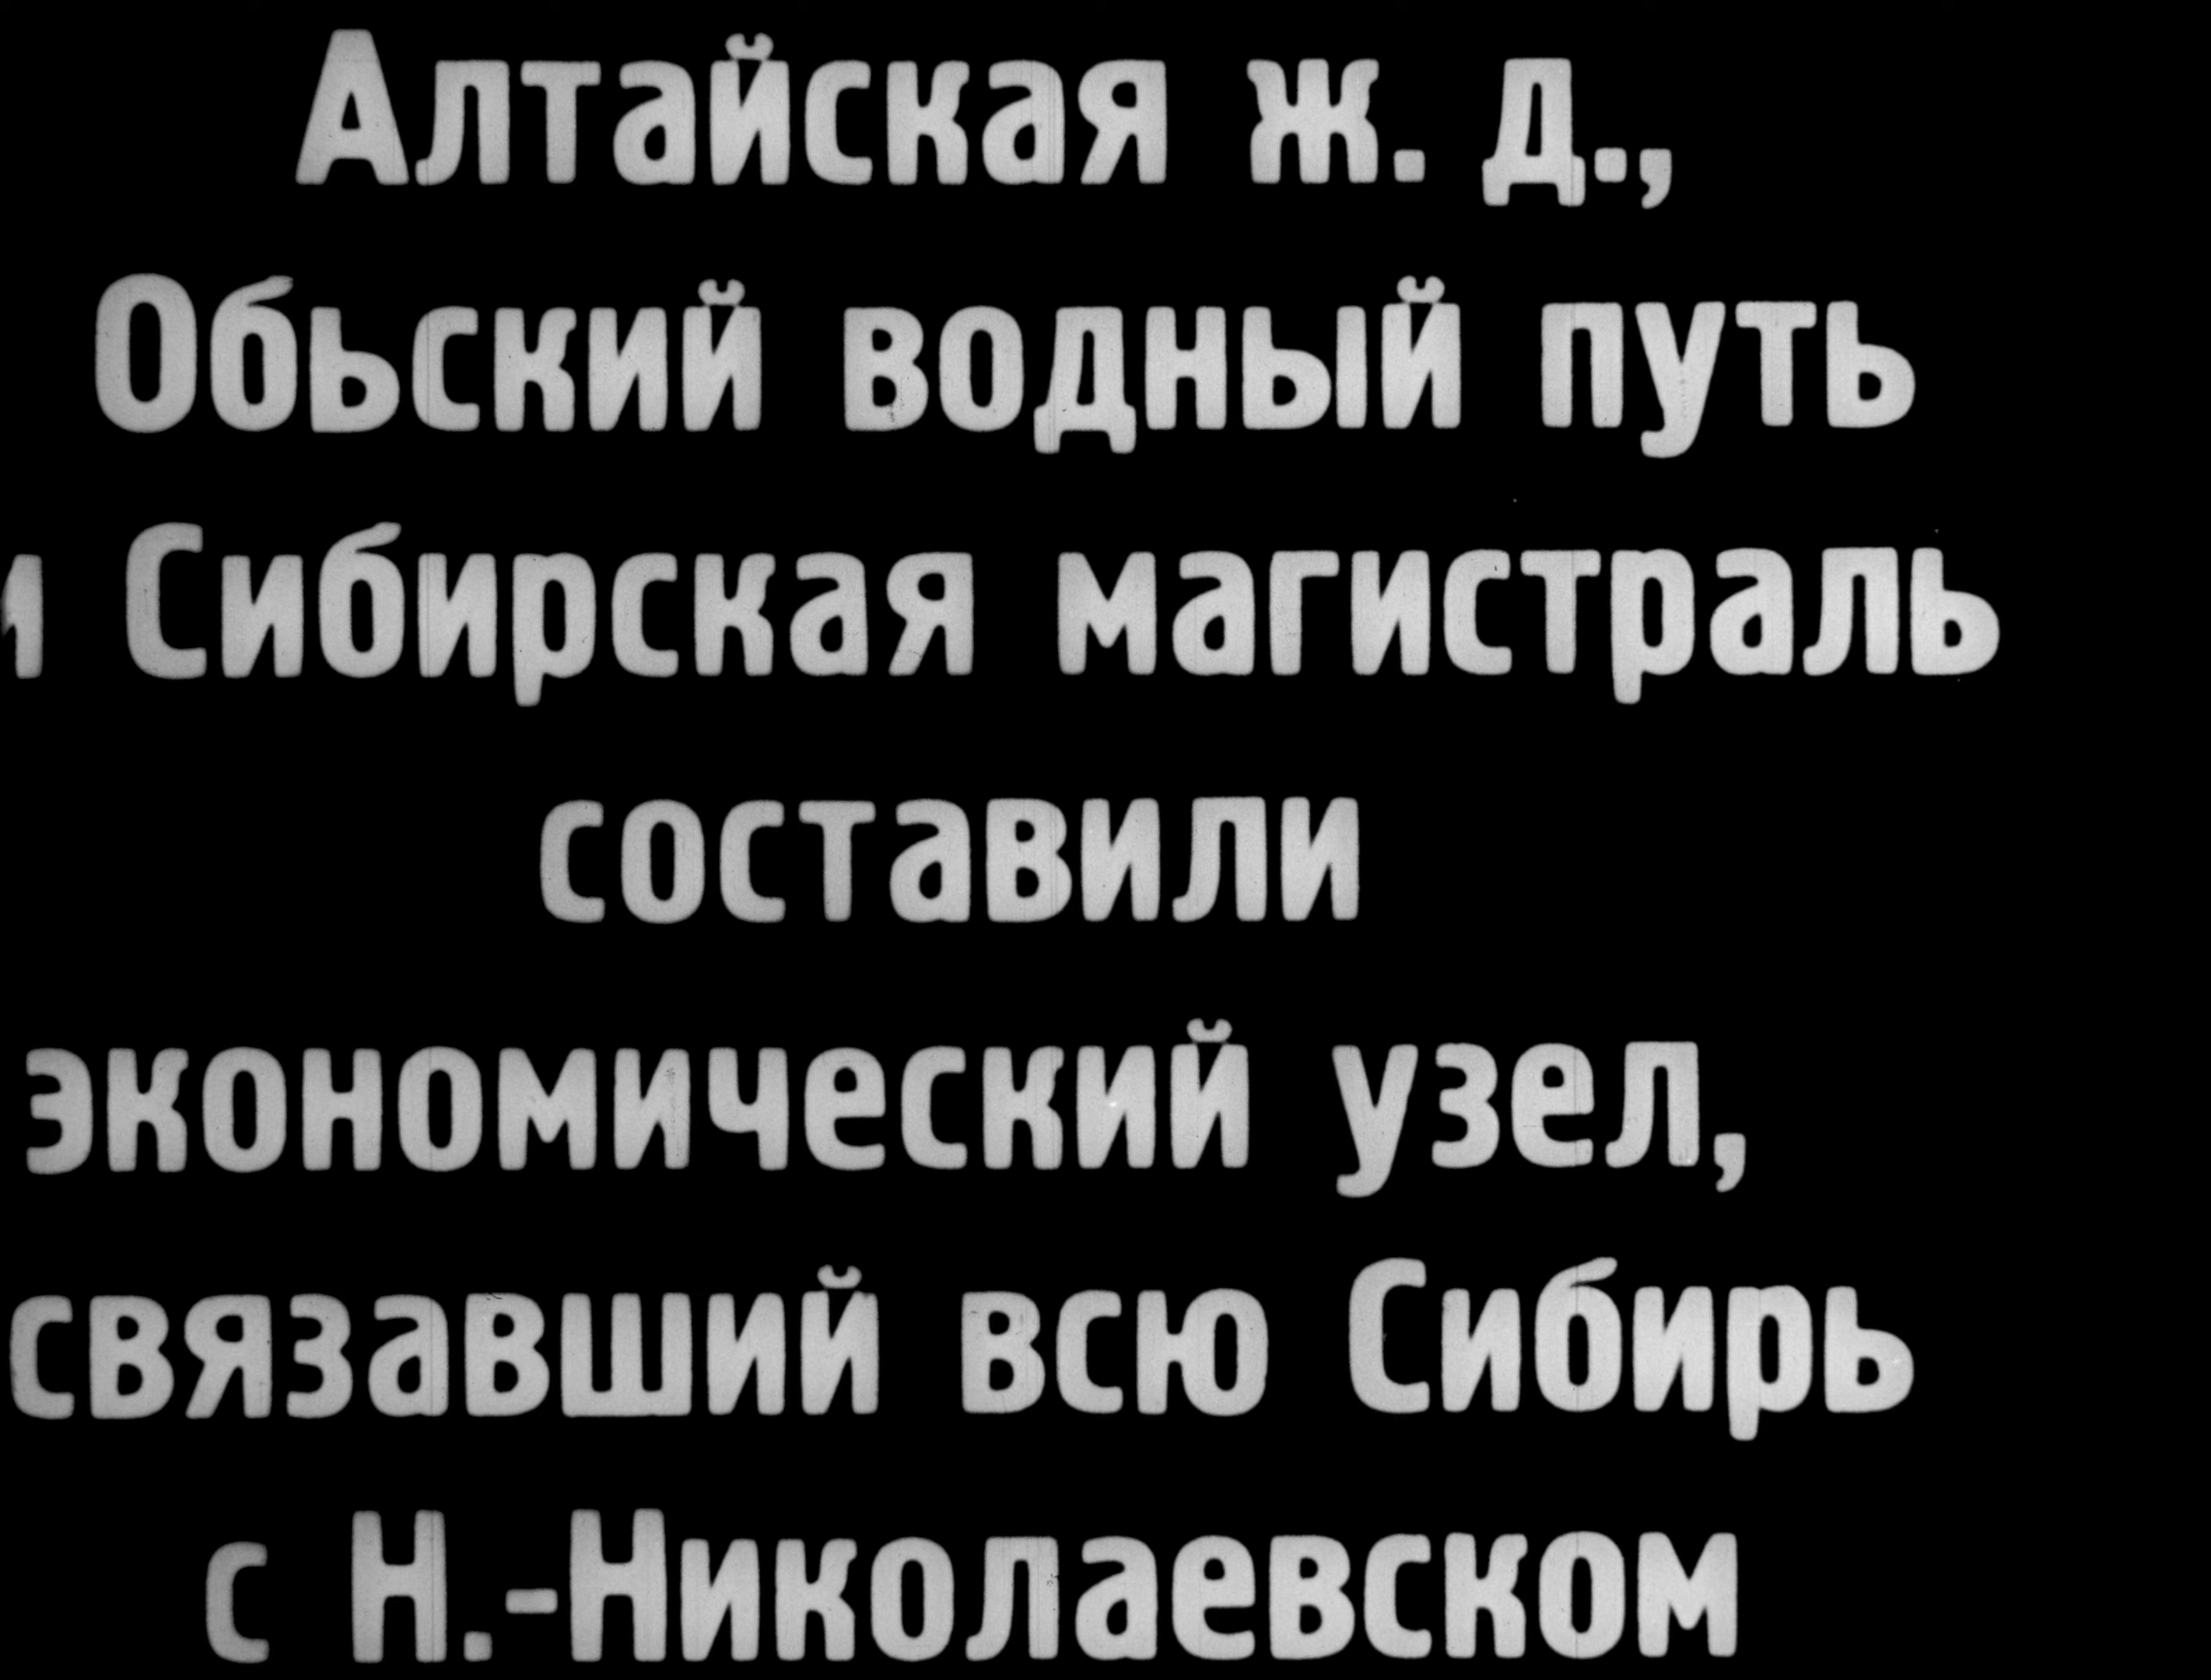 Алтайская ж. д.,
Обьский водный путь
и Сибирская магистраль
составили
экономический узел,
связавший всю Сибирь
с Н.-Николаевском